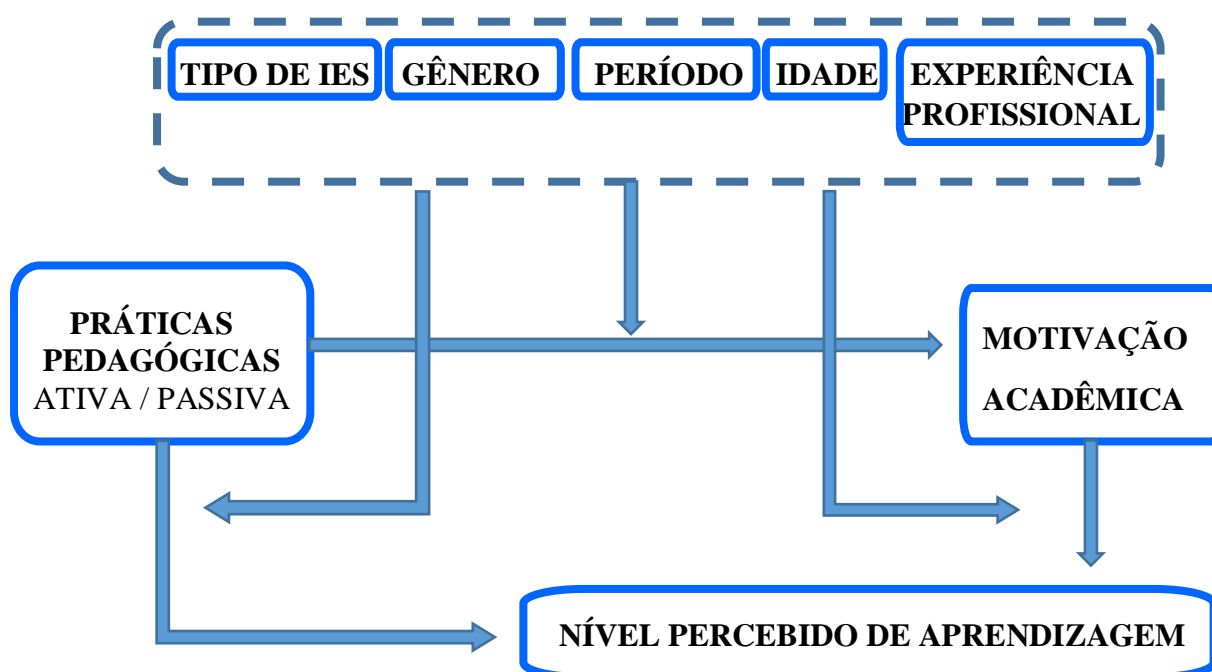 TIPO DE IES
GÊNERO
PERÍODO
IDADE
EXPERIÊNCIA
PROFISSIONAL
PRÁTICAS
PEDAGÓGICAS
ATIVA / PASSIVA
MOTIVAÇÃO
ACADÊMICA
NÍVEL PERCEBIDO DE APRENDIZAGEM